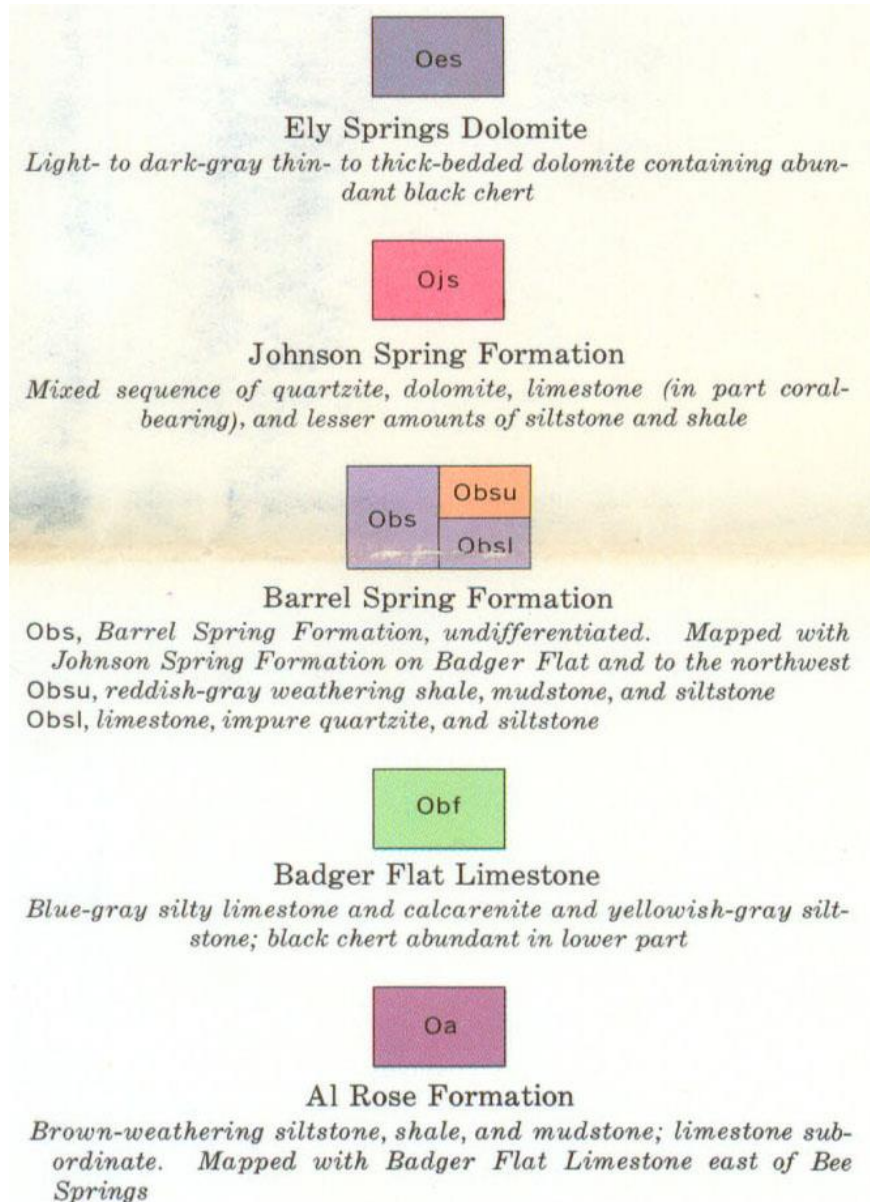 Oes
Ely Springs Dolomite
Light- to dark-gray thin- to thick-bedded dolomite containing abun-
dant black chert
Ojs
Johnson Spring Formation
Mixed sequence of quartzite, dolomite, limestone (in part coral-
bearing), and lesser amounts of siltstone and shale
Obs
Obsu
Obsl
Barrel Spring Formation
Obs, Barrel Spring Formation, undifferentiated. Mapped with
Johnson Spring Formation on Badger Flat and to the northwest
Obsu, reddish-gray weathering shale, mudstone, and siltstone
Obsl, limestone, impure quartzite, and siltstone
Obf
Badger Flat Limestone
Blue-gray silty limestone and calcarenite and yellowish-gray silt-
stone; black chert abundant in lower part
Oa
Al Rose Formation
Brown-weathering siltstone, shale, and mudstone; limestone sub-
ordinate. Mapped with Badger Flat Limestone east of Bee
Springs